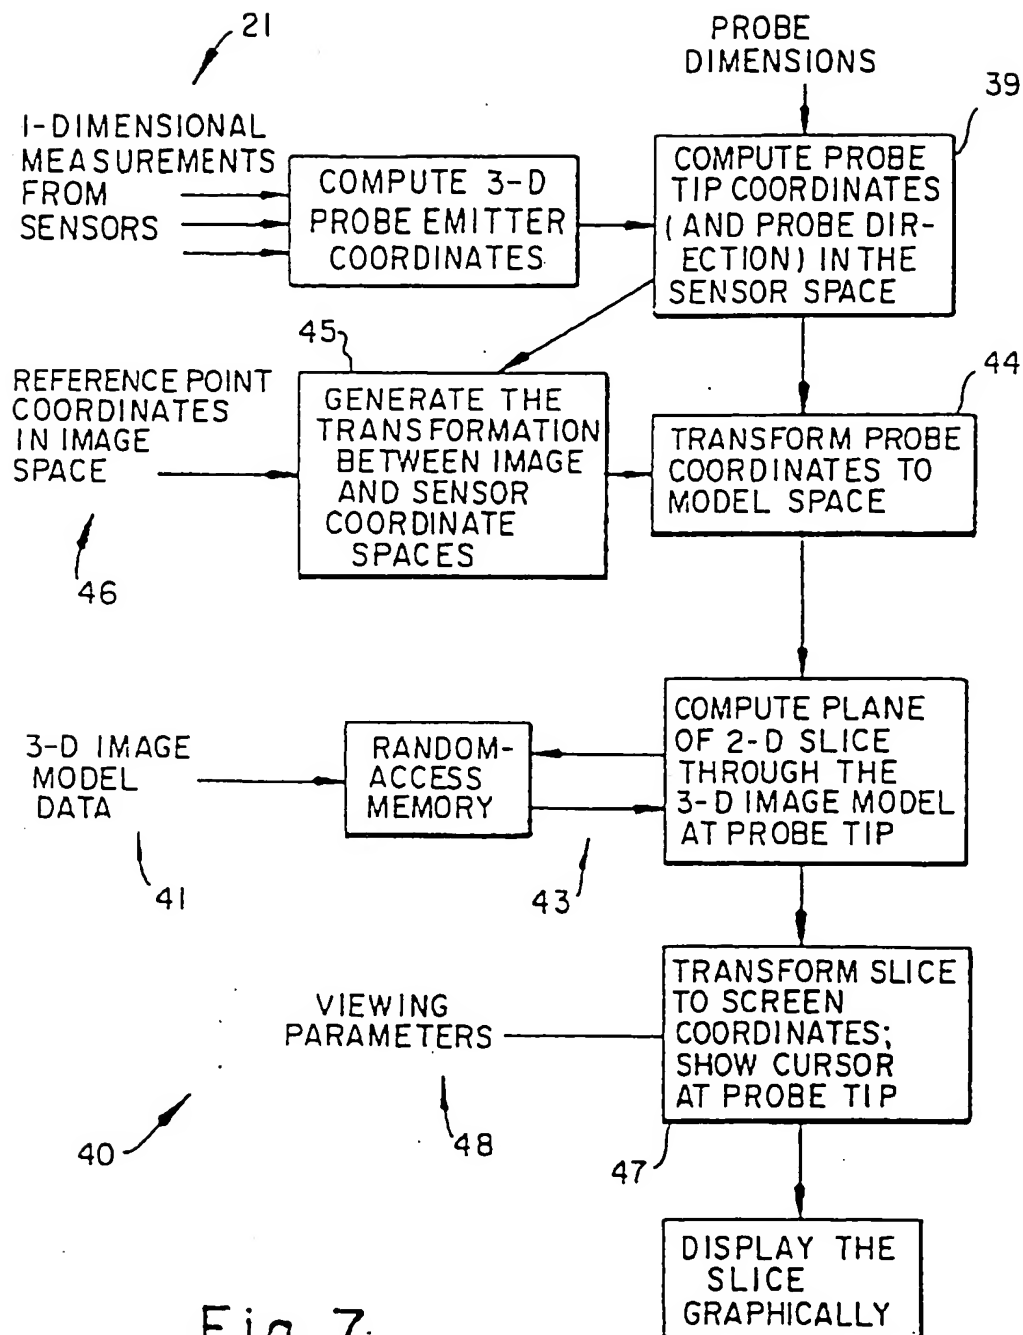 21
PROBE
DIMENSIONS
39
1-DIMENSIONAL
MEASUREMENTS
FROM
SENSORS
COMPUTE 3-D
PROBE EMITTER
COORDINATES
COMPUTE PROBE
TIP COORDINATES
(AND PROBE DIR-
ECTION) IN THE
SENSOR SPACE
45
REFERENCE POINT
COORDINATES
IN IMAGE
SPACE
46
GENERATE THE
TRANSFORMATION
BETWEEN IMAGE
AND SENSOR
COORDINATE
SPACES
44
TRANSFORM PROBE
COORDINATES TO
MODEL SPACE
3-D IMAGE
MODEL
DATA
41
RANDOM-
ACCESS
MEMORY
43
COMPUTE PLANE
OF 2-D SLICE
THROUGH THE
3-D IMAGE MODEL
AT PROBE TIP
VIEWING
PARAMETERS
48
40
TRANSFORM SLICE
TO SCREEN
COORDINATES;
SHOW CURSOR
AT PROBE TIP
47
DISPLAY THE
SLICE
GRAPHICALLY
Fig. 7.